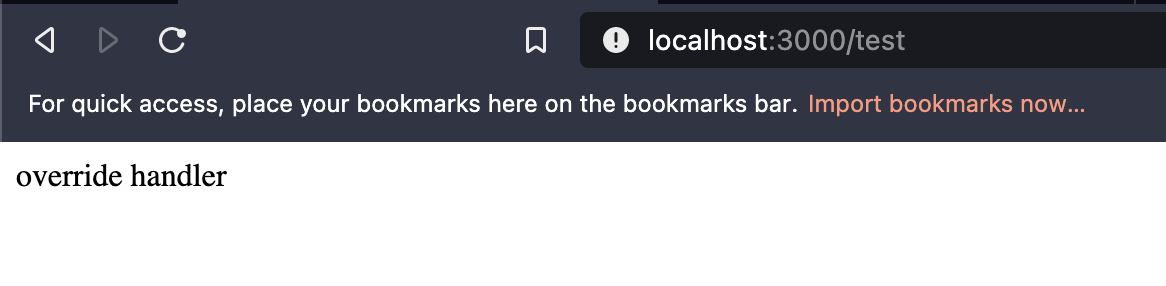 localhost:3000/test
For quick access, place your bookmarks here on the bookmarks bar. Import bookmarks now...
override handler